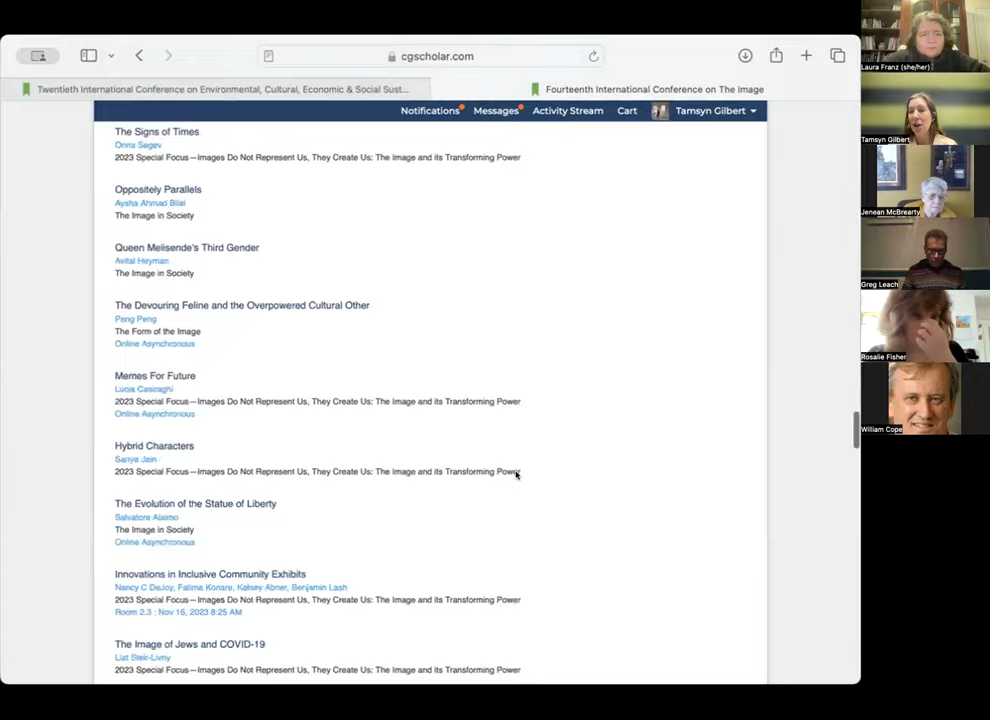 cgscholar.com
Twentieth International Conference on Environmental, Cultural, Economic & Social Sust...
Fourteenth International Conference on The Image
Notifications Messages Activity Stream Cart Tamsyn Gilbert
The Signs of Times
Orina Segev
2023 Special Focus—Images Do Not Represent Us, They Create Us: The Image and its Transforming Power
Oppositely Parallels
Aysha Ahmad Bilal
The Image in Society
Queen Melisende's Third Gender
Avital Heyman
The Image in Society
The Devouring Feline and the Overpowered Cultural Other
Peng Peng
The Form of the Image
Online Asynchronous
Memes For Future
Casiraghi
2023 Special Focus—Images Do Not Represent Us, They Create Us: The Image and its Transforming Power
Online Asynchronous
Hybrid Characters
Sanya Jain
2023 Special Focus—Images Do Not Represent Us, They Create Us: The Image and its Transforming Power
The Evolution of the Statue of Liberty
Salvatore Alaimo
The Image in Society
Online Asynchronous
Innovations in Inclusive Community Exhibits
Nancy C DeJoy, Fatima Konare, Kelsey Abner, Benjamin Lash
2023 Special Focus—Images Do Not Represent Us, They Create Us: The Image and its Transforming Power
Room 2.3 : Nov 16, 2023 8:25 AM
The Image of Jews and COVID-19
Liat Steir-Livny
2023 Special Focus—Images Do Not Represent Us, They Create Us: The Image and its Transforming Power
Laura Franz (she/her)
Tamsyn Gilbert
Jenean McBrearty
Greg Leach
Rosalie Fisher
William Cope